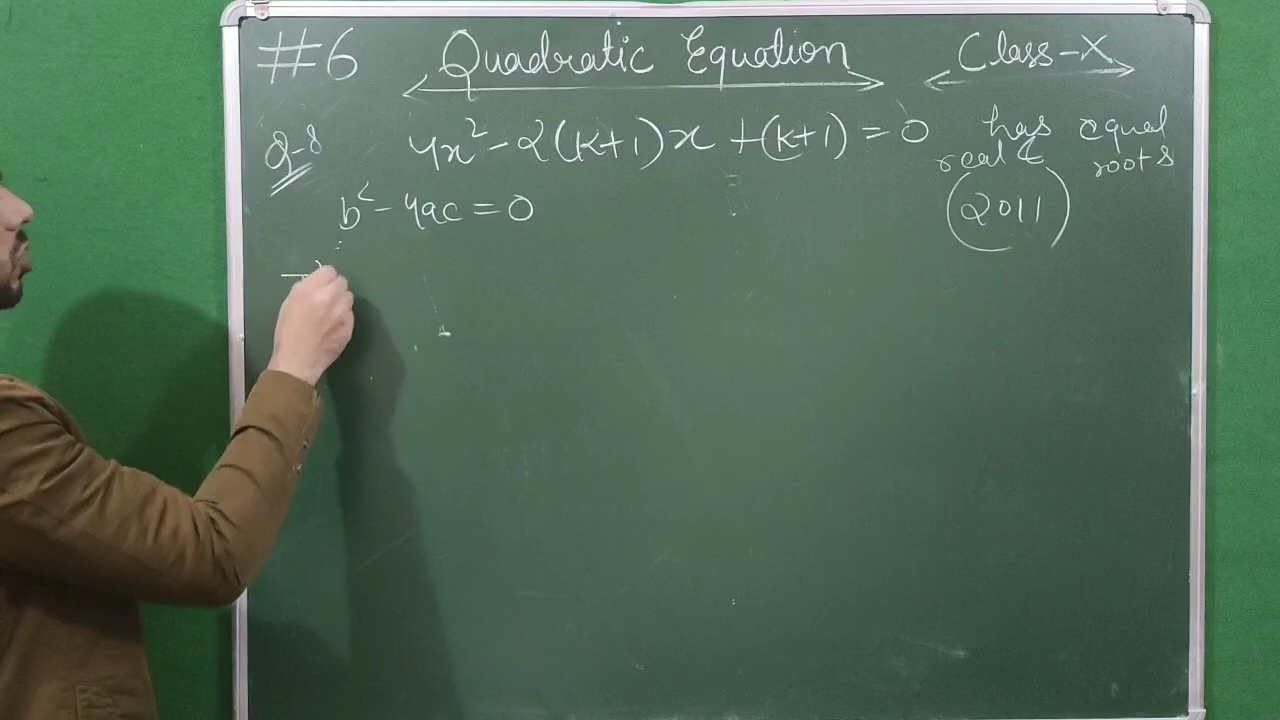 #6 Quadratic Equation Class-X
Q-8 4x² - 2(k+1)x + (k+1) = 0 has equal
real & roots
b² - 4ac = 0 (2011)